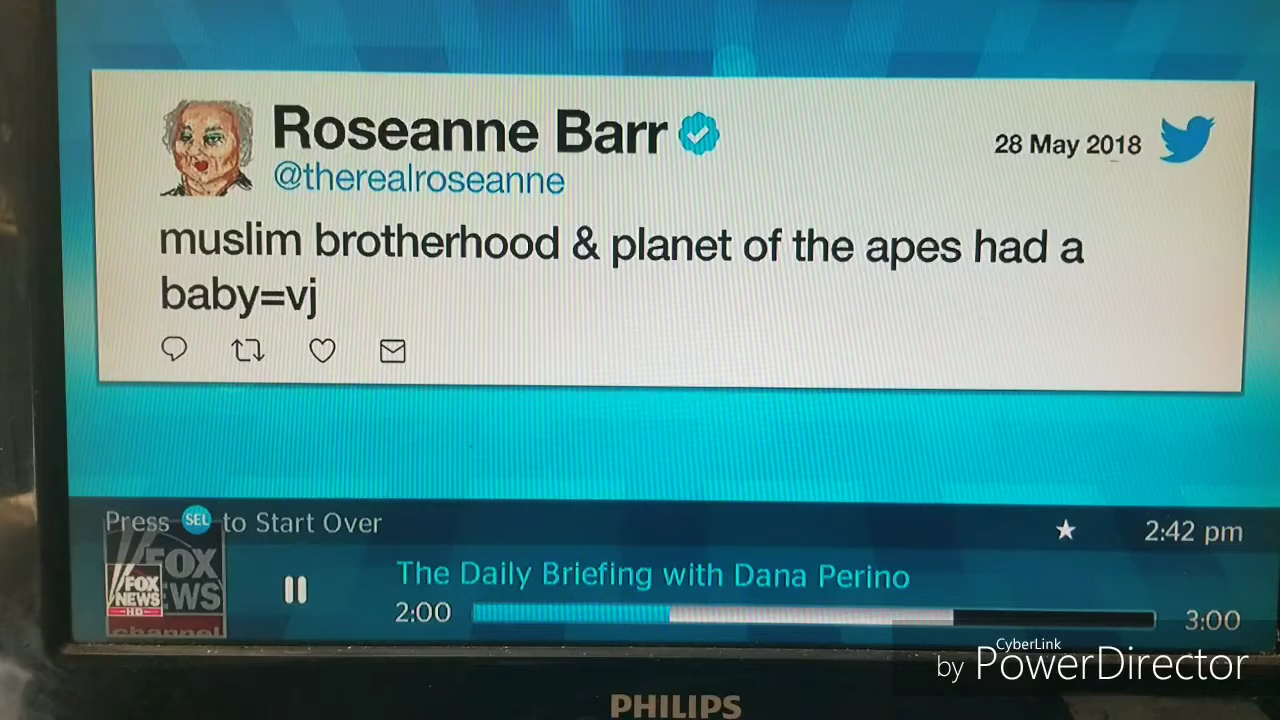 Roseanne Barr
@therealroseanne
28 May 2018
muslim brotherhood & planet of the apes had a
baby=vj
Press SEL to Start Over
2:42 pm
FOX
NEWS
channel
FOX
NEWS
HD
The Daily Briefing with Dana Perino
2:00
3:00
CyberLink
by PowerDirector
PHILIPS